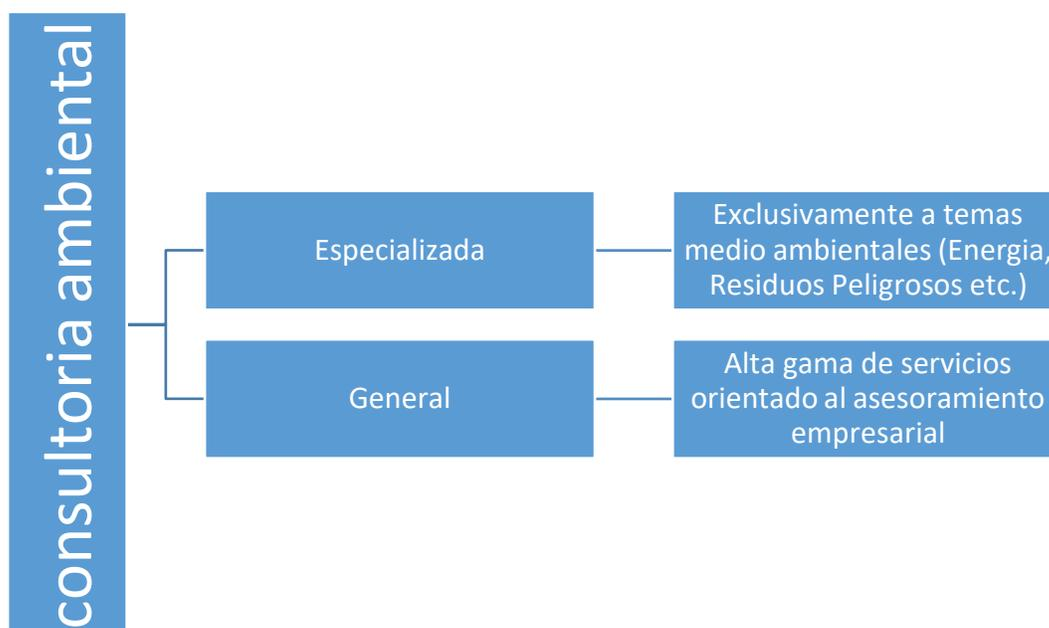 consultoria ambiental
Especializada
Exclusivamente a temas
medio ambientales (Energia,
Residuos Peligrosos etc.)
General
Alta gama de servicios
orientado al asesoramiento
empresarial